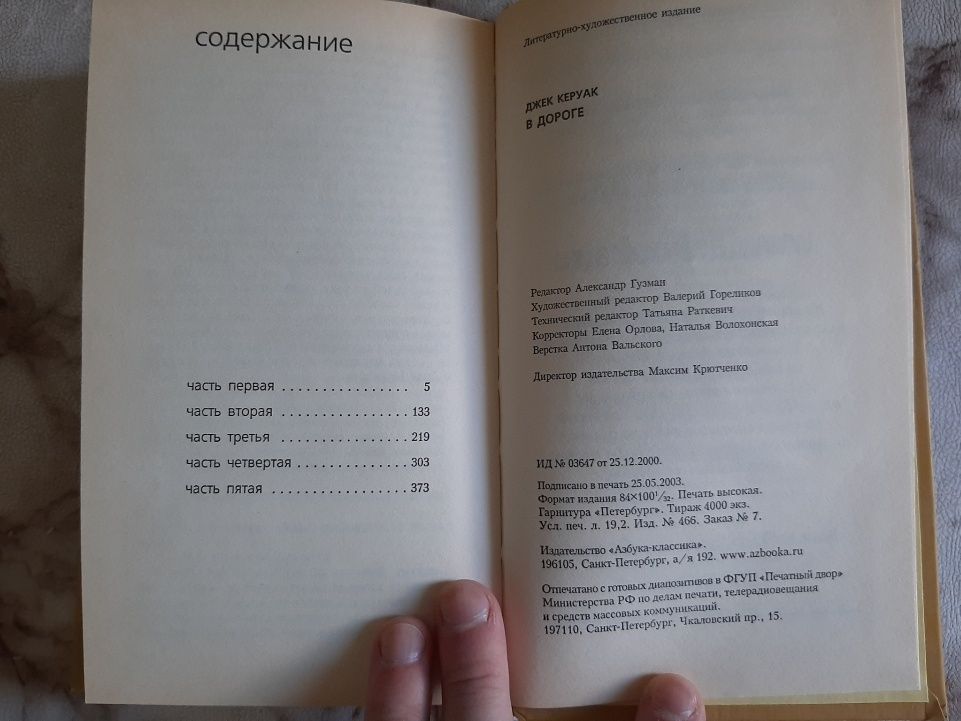 содержание
часть первая ................ 5
часть вторая ................ 133
часть третья ................ 219
часть четвертая .............. 303
часть пятая ................. 373
Литературно-художественное издание
ДЖЕК КЕРУАК
В ДОРОГЕ
Редактор Александр Гузман
Художественный редактор Валерий Гореликов
Технический редактор Татьяна Раткевич
Корректоры Елена Орлова, Наталья Волохонская
Верстка Антона Вальского
Директор издательства Максим Крютченко
ИД № 03647 от 25.12.2000.
Подписано в печать 25.05.2003.
Формат издания 84×100 1/32. Печать высокая.
Гарнитура «Петербург». Тираж 4000 экз.
Усл. печ. л. 19,2. Изд. № 466. Заказ № 7.
Издательство «Азбука-классика».
196105, Санкт-Петербург, а/я 192. www.azbooka.ru
Отпечатано с готовых диапозитивов в ФГУП «Печатный двор»
Министерства РФ по делам печати, телерадиовещания
и средств массовых коммуникаций.
197110, Санкт-Петербург, Чкаловский пр., 15.